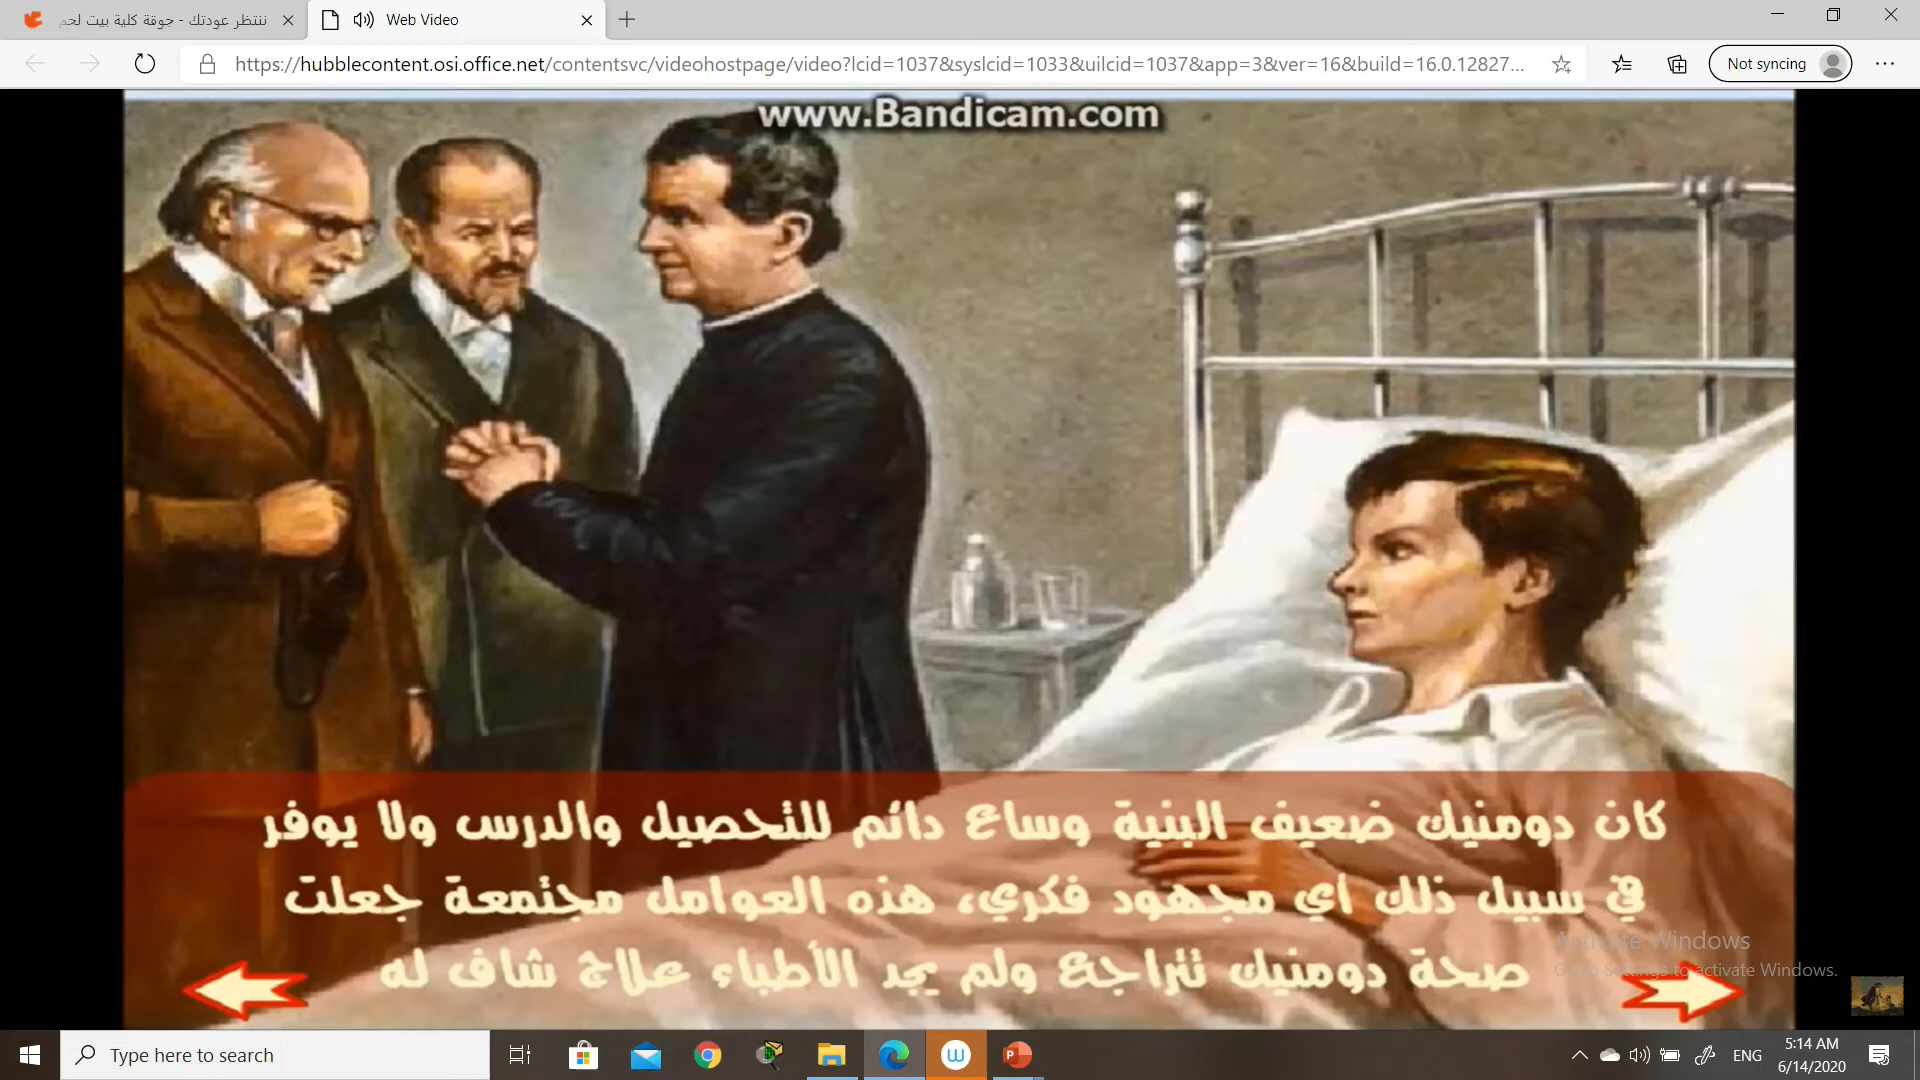 ننتظر عودتك - جوقة كلية بيت لحم
Web Video
https://hubblecontent.osi.office.net/contentsvc/videohostpage/video?lcid=1037&syslcid=1033&uilcid=1037&app=3&ver=16&build=16.0.12827...
Not syncing
www.Bandicam.com
كان دومنيك ضعيف البنية وساع دائم للتحصيل والدرس ولا يوفر
في سبيل ذلك أي مجهود فكري، هذه العوامل مجتمعة جعلت
صحة دومنيك تتراجع ولم يجد الأطباء علاج شاف له
Activate Windows
Go to Settings to activate Windows.
Type here to search
ENG
5:14 AM
6/14/2020